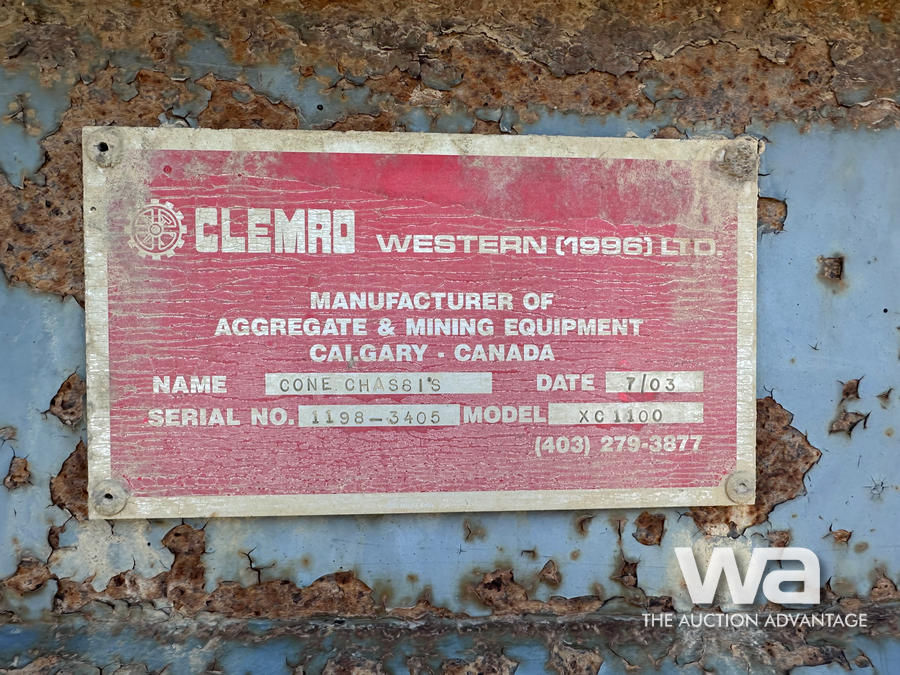 CLEMRO WESTERN (1996) LTD.
MANUFACTURER OF
AGGREGATE & MINING EQUIPMENT
CALGARY · CANADA
NAME CONE CHASSIS DATE 7/03
SERIAL NO. 1198-3405 MODEL XC1100
(403) 279-3877
wa
THE AUCTION ADVANTAGE